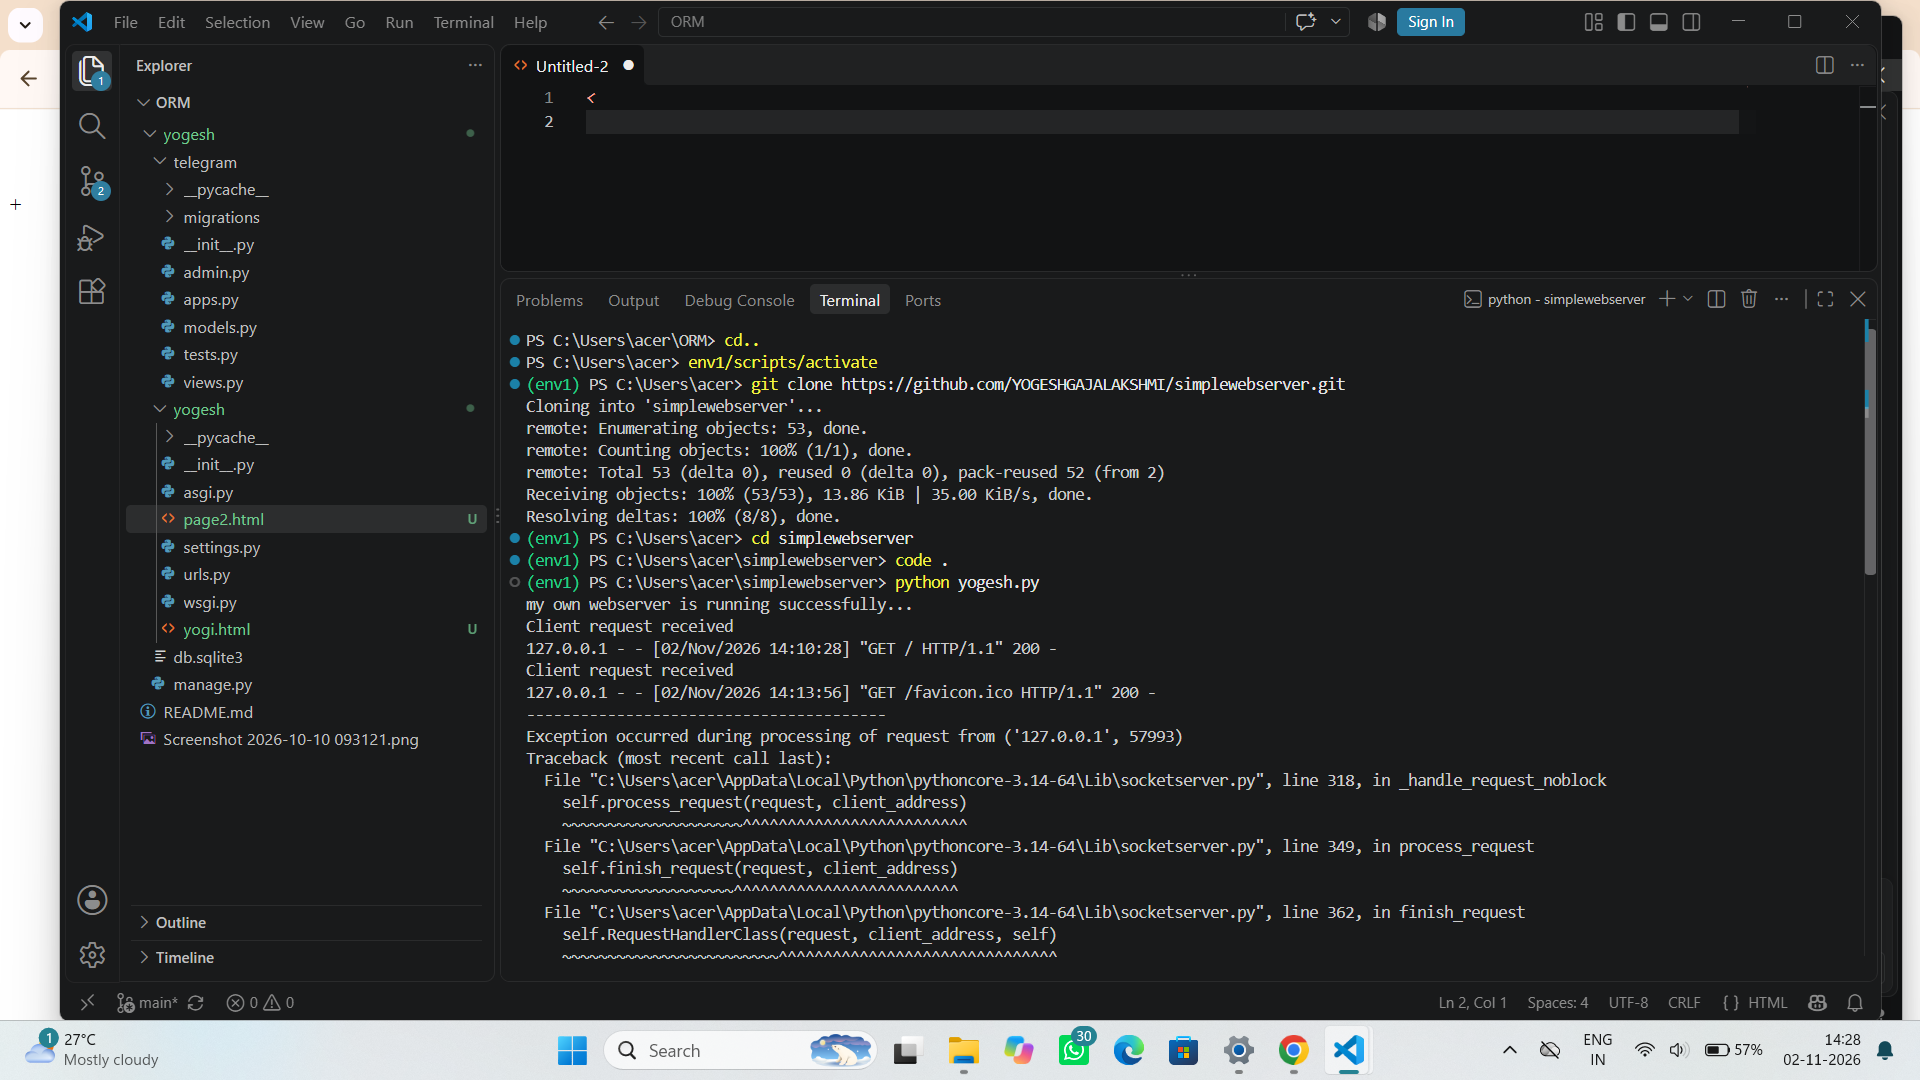 File Edit Selection View Go Run Terminal Help
ORM
Sign In
Explorer
ORM
yogesh
telegram
__pycache__
migrations
__init__.py
admin.py
apps.py
models.py
tests.py
views.py
yogesh
__pycache__
__init__.py
asgi.py
page2.html U
settings.py
urls.py
wsgi.py
yogi.html U
db.sqlite3
manage.py
README.md
Screenshot 2026-10-10 093121.png
Outline
Timeline
1
2
Untitled-2
1 <
2
Problems Output Debug Console Terminal Ports
python - simplewebserver
PS C:\Users\acer\ORM> cd..
PS C:\Users\acer> env1/scripts/activate
(env1) PS C:\Users\acer> git clone https://github.com/YOGESHGAJALAKSHMI/simplewebserver.git
Cloning into 'simplewebserver'...
remote: Enumerating objects: 53, done.
remote: Counting objects: 100% (1/1), done.
remote: Total 53 (delta 0), reused 0 (delta 0), pack-reused 52 (from 2)
Receiving objects: 100% (53/53), 13.86 KiB | 35.00 KiB/s, done.
Resolving deltas: 100% (8/8), done.
(env1) PS C:\Users\acer> cd simplewebserver
(env1) PS C:\Users\acer\simplewebserver> code .
(env1) PS C:\Users\acer\simplewebserver> python yogesh.py
my own webserver is running successfully...
Client request received
127.0.0.1 - - [02/Nov/2026 14:10:28] "GET / HTTP/1.1" 200 -
Client request received
127.0.0.1 - - [02/Nov/2026 14:13:56] "GET /favicon.ico HTTP/1.1" 200 -
----------------------------------------
Exception occurred during processing of request from ('127.0.0.1', 57993)
Traceback (most recent call last):
File "C:\Users\acer\AppData\Local\Python\pythoncore-3.14-64\Lib\socketserver.py", line 318, in _handle_request_noblock
self.process_request(request, client_address)
~~~~~~~~~~~~~~~~~~~~^^^^^^^^^^^^^^^^^^^^^^^^^
File "C:\Users\acer\AppData\Local\Python\pythoncore-3.14-64\Lib\socketserver.py", line 349, in process_request
self.finish_request(request, client_address)
~~~~~~~~~~~~~~~~~~~^^^^^^^^^^^^^^^^^^^^^^^^^
File "C:\Users\acer\AppData\Local\Python\pythoncore-3.14-64\Lib\socketserver.py", line 362, in finish_request
self.RequestHandlerClass(request, client_address, self)
~~~~~~~~~~~~~~~~~~~~~~~~^^^^^^^^^^^^^^^^^^^^^^^^^^^^^^^
main* 0 0
Ln 2, Col 1 Spaces: 4 UTF-8 CRLF { } HTML
1
27°C
Mostly cloudy
Search
30
ENG
IN
57%
14:28
02-11-2026